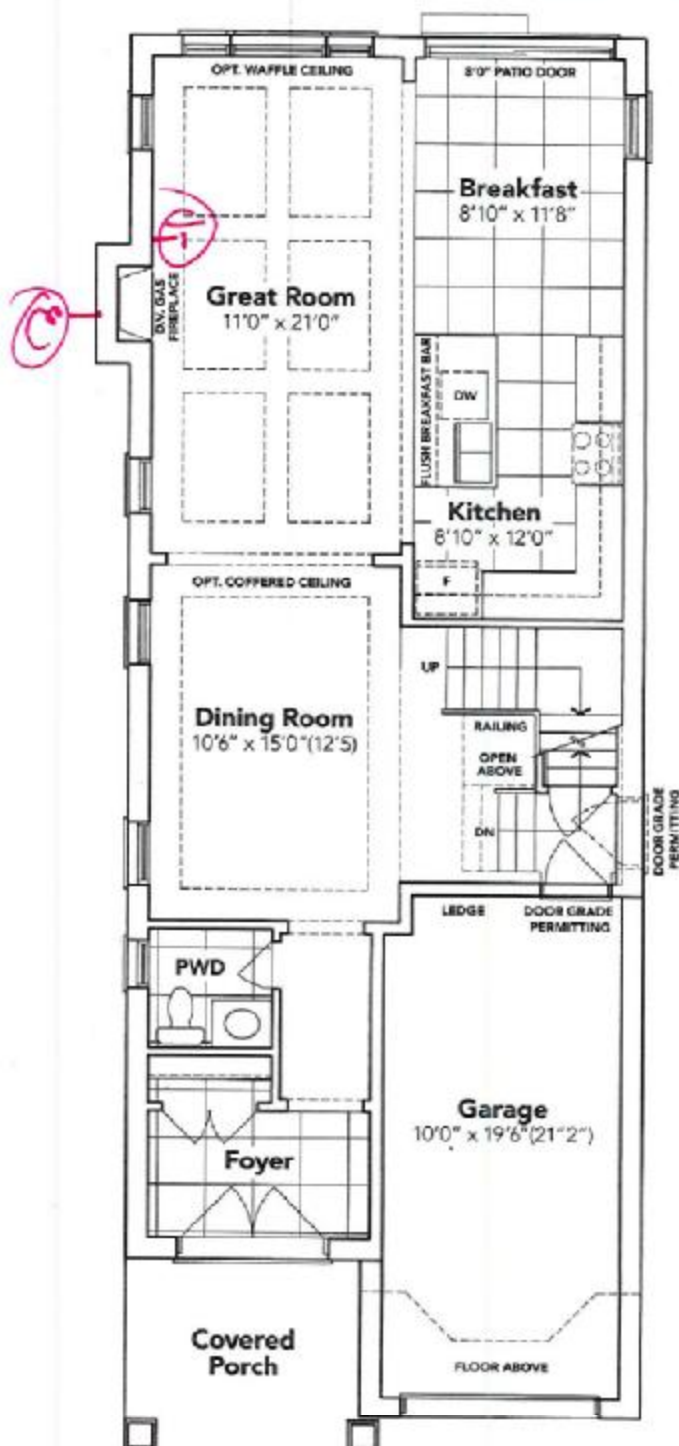 OPT. WAFFLE CEILING
8'0" PATIO DOOR
Breakfast
8'10" x 11'8"
Great Room
11'0" x 21'0"
D.V. GAS
FIREPLACE
FLUSH BREAKFAST BAR
DW
Kitchen
8'10" x 12'0"
F
OPT. COFFERED CEILING
UP
Dining Room
10'6" x 15'0"(12'5)
RAILING
OPEN
ABOVE
DN
DOOR GRADE
PERMITTING
LEDGE
DOOR GRADE
PERMITTING
PWD
Garage
10'0" x 19'6"(21'2")
Foyer
Covered
Porch
FLOOR ABOVE